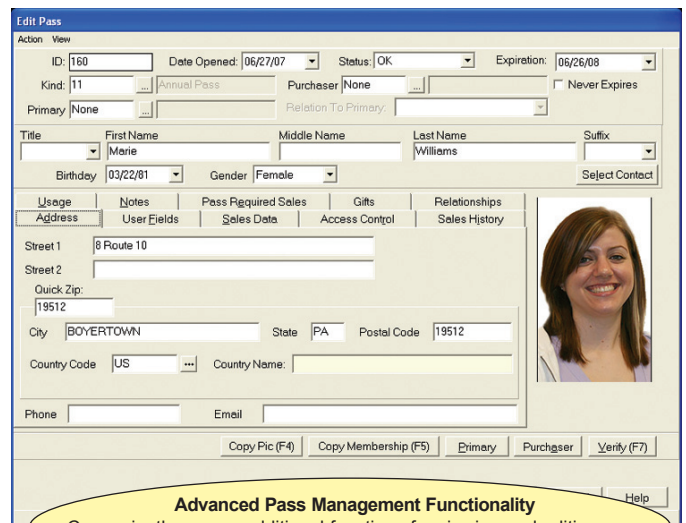 Edit Pass
Action View
ID: 160 Date Opened: 06/27/07 Status: OK Expiration: 06/26/08
Kind: 11 ... Annual Pass Purchaser None ... Never Expires
Primary None ... Relation To Primary:
Title First Name Middle Name Last Name Suffix
Marie Williams
Birthday 03/22/81 Gender Female Select Contact
Usage Notes Pass Required Sales Gifts Relationships
Address User Fields Sales Data Access Control Sales History
Street 1 8 Route 10
Street 2
Quick Zip:
19512
City BOYERTOWN State PA Postal Code 19512
Country Code US ... Country Name:
Phone Email
Copy Pic (F4) Copy Membership (F5) Primary Purchaser Verify (F7)
Help
Advanced Pass Management Functionality